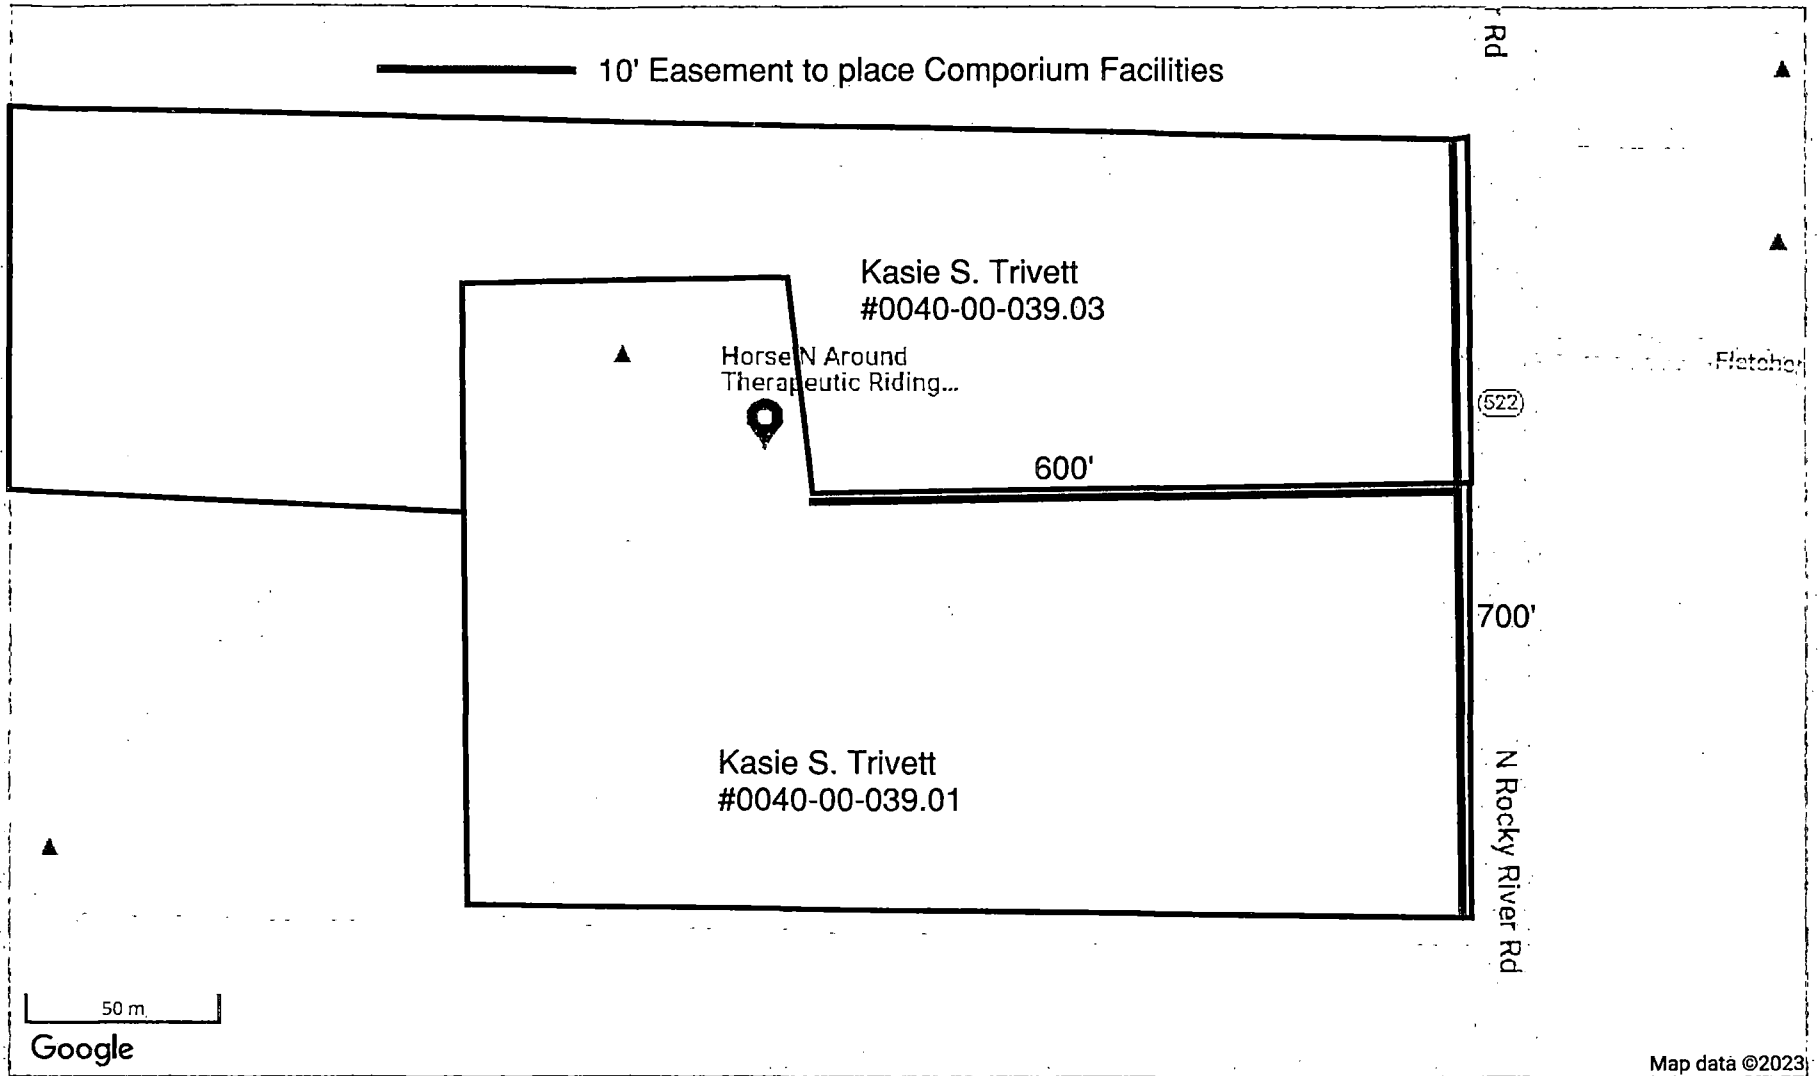 10' Easement to place Comporium Facilities
Rd
Kasie S. Trivett
#0040-00-039.03
Horse N Around
Therapeutic Riding...
Fletcher
522
600'
700'
Kasie S. Trivett
#0040-00-039.01
N Rocky River Rd
50 m
Google
Map data ©2023